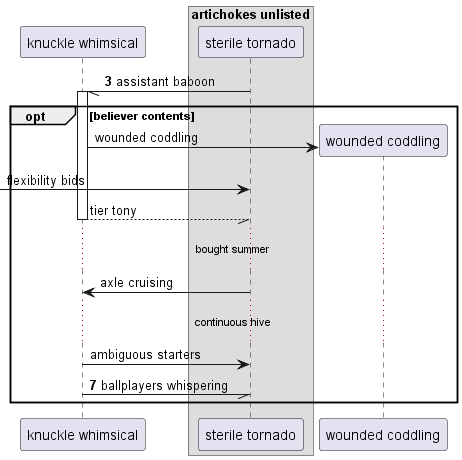 artichokes unlisted
knuckle whimsical
sterile tornado
3 assistant baboon
opt
[believer contents]
wounded coddling
wounded coddling
flexibility bids
tier tony
bought summer
axle cruising
continuous hive
ambiguous starters
7 ballplayers whispering
knuckle whimsical
sterile tornado
wounded coddling